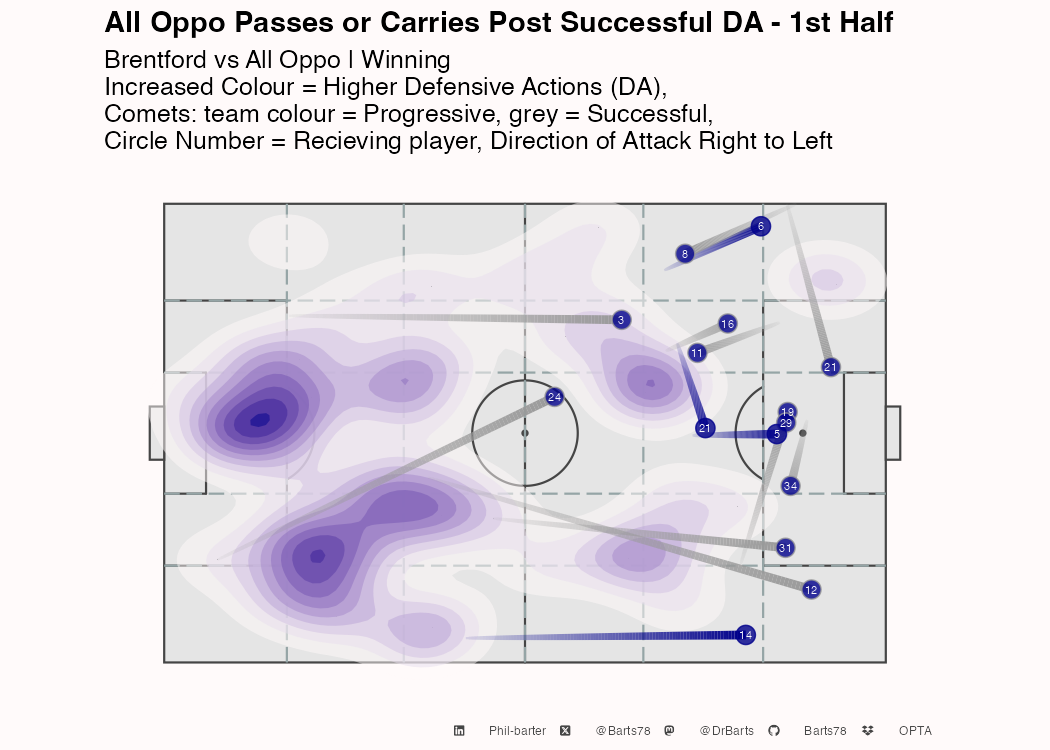 All Oppo Passes or Carries Post Successful DA - 1st Half
Brentford vs All Oppo | Winning
Increased Colour = Higher Defensive Actions (DA),
Comets: team colour = Progressive, grey = Successful,
Circle Number = Recieving player, Direction of Attack Right to Left
6
8
3
16
11
21
24
19
29
21
5
34
31
12
14
Phil-barter @Barts78 @DrBarts Barts78 OPTA